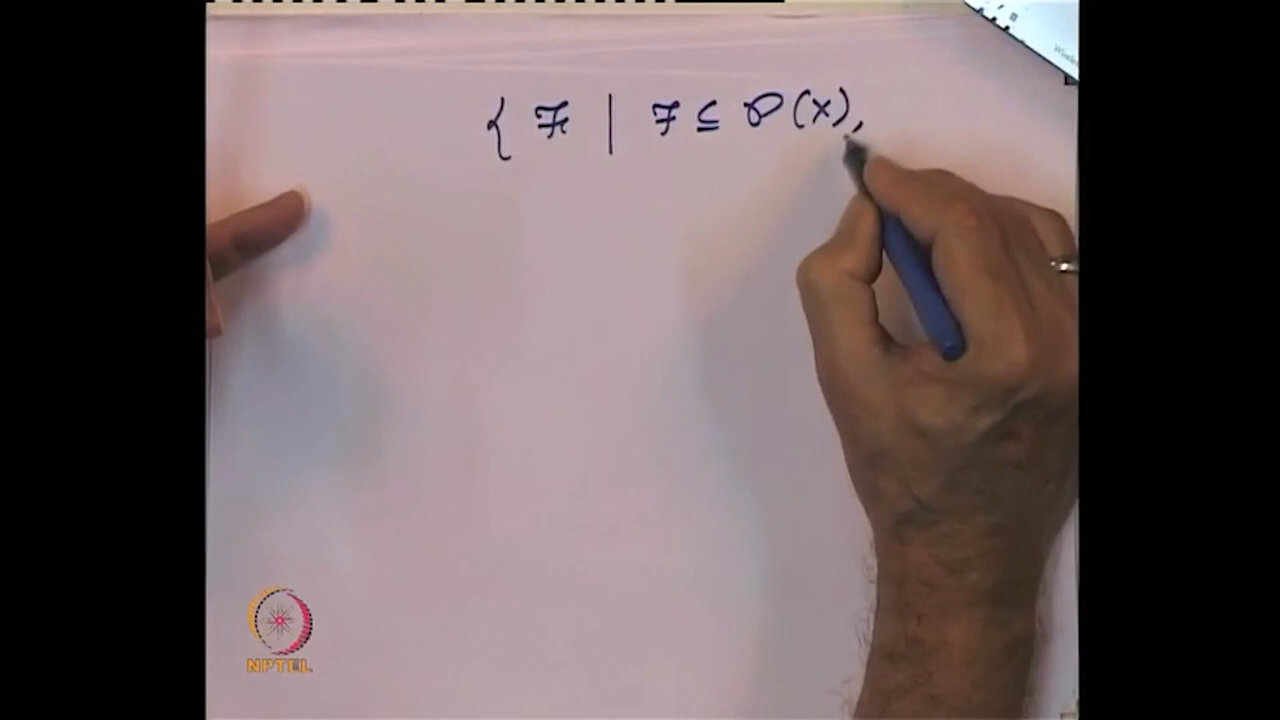 { ℱ | ℱ ⊆ 𝒫(X),
NPTEL